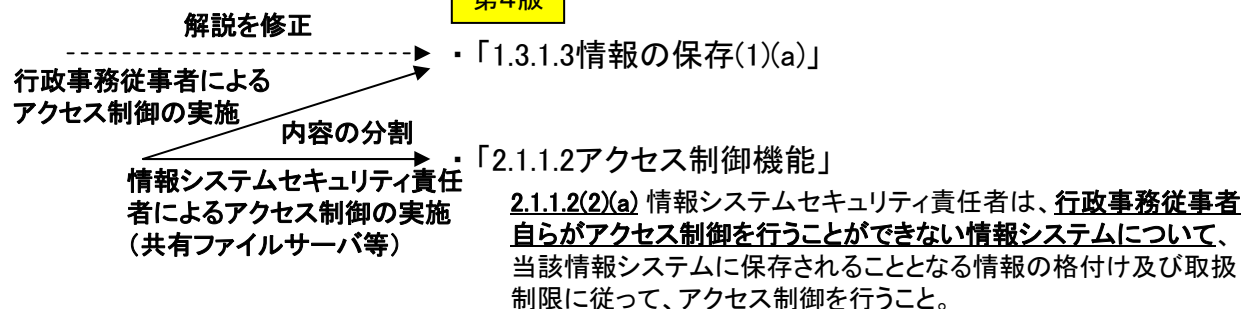 第4版
解説を修正
・「1.3.1.3情報の保存(1)(a)」
行政事務従事者による
アクセス制御の実施
内容の分割
・「2.1.1.2アクセス制御機能」
情報システムセキュリティ責任
者によるアクセス制御の実施
（共有ファイルサーバ等）
2.1.1.2(2)(a) 情報システムセキュリティ責任者は、行政事務従事者
自らがアクセス制御を行うことができない情報システムについて、
当該情報システムに保存されることとなる情報の格付け及び取扱
制限に従って、アクセス制御を行うこと。